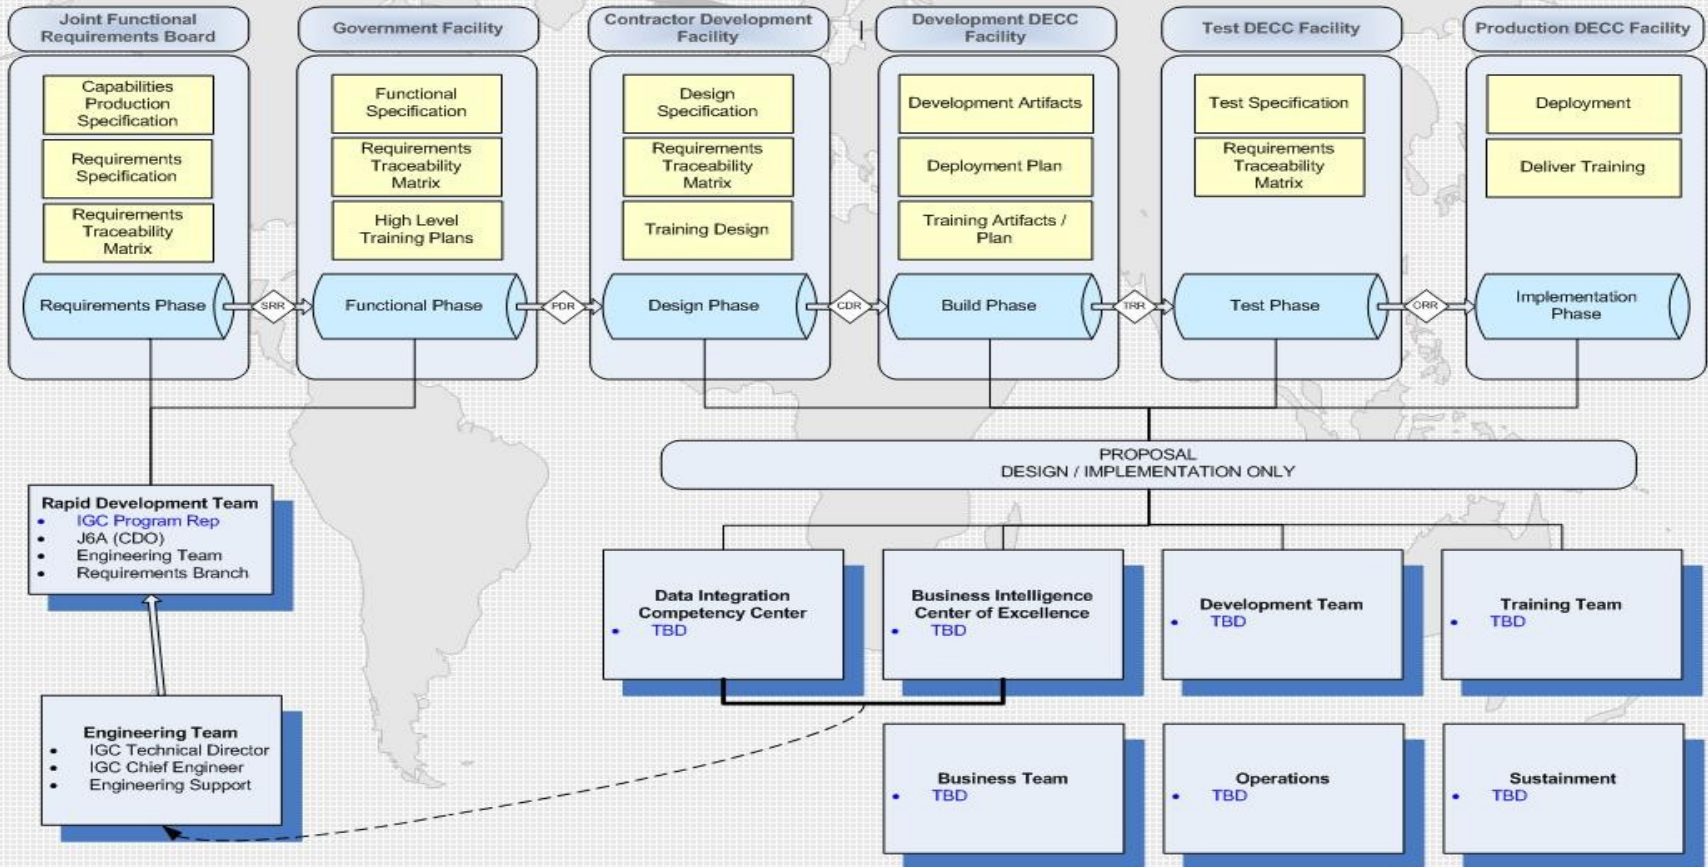 Joint Functional
Requirements Board
Government Facility
Contractor Development
Facility
Development DECC
Facility
Test DECC Facility
Production DECC Facility
Capabilities
Production
Specification
Requirements
Specification
Requirements
Traceability
Matrix
Requirements Phase
SRR
Functional
Specification
Requirements
Traceability
Matrix
High Level
Training Plans
Functional Phase
PDR
Design
Specification
Requirements
Traceability
Matrix
Training Design
Design Phase
CDR
Development Artifacts
Deployment Plan
Training Artifacts /
Plan
Build Phase
TRR
Test Specification
Requirements
Traceability
Matrix
Test Phase
ORR
Deployment
Deliver Training
Implementation
Phase
PROPOSAL
DESIGN / IMPLEMENTATION ONLY
Rapid Development Team
• IGC Program Rep
• J6A (CDO)
• Engineering Team
• Requirements Branch
Engineering Team
• IGC Technical Director
• IGC Chief Engineer
• Engineering Support
Data Integration
Competency Center
• TBD
Business Intelligence
Center of Excellence
• TBD
Development Team
• TBD
Training Team
• TBD
Business Team
• TBD
Operations
• TBD
Sustainment
• TBD